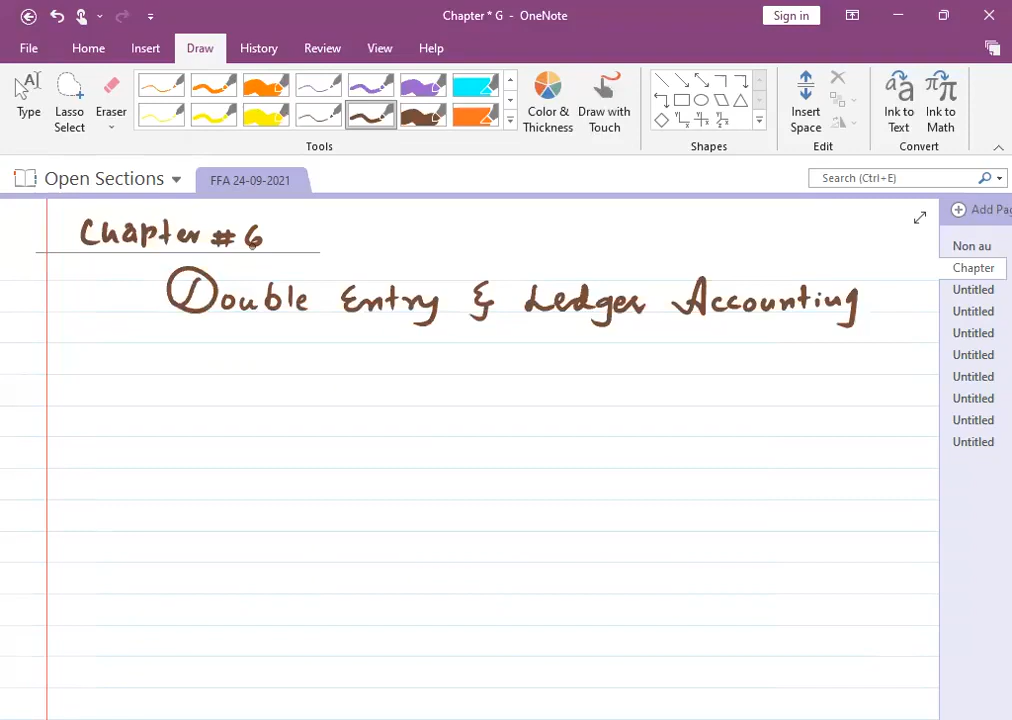 Chapter * G - OneNote
Sign in
File Home Insert Draw History Review View Help
Type
Lasso Select
Eraser
Color & Thickness
Draw with Touch
Insert Space
Ink to Text
Ink to Math
Tools Shapes Edit Convert
Open Sections
FFA 24-09-2021
Search (Ctrl+E)
Chapter # 6
Double Entry & Ledger Accounting
Add Pag
Non au
Chapter
Untitled
Untitled
Untitled
Untitled
Untitled
Untitled
Untitled
Untitled